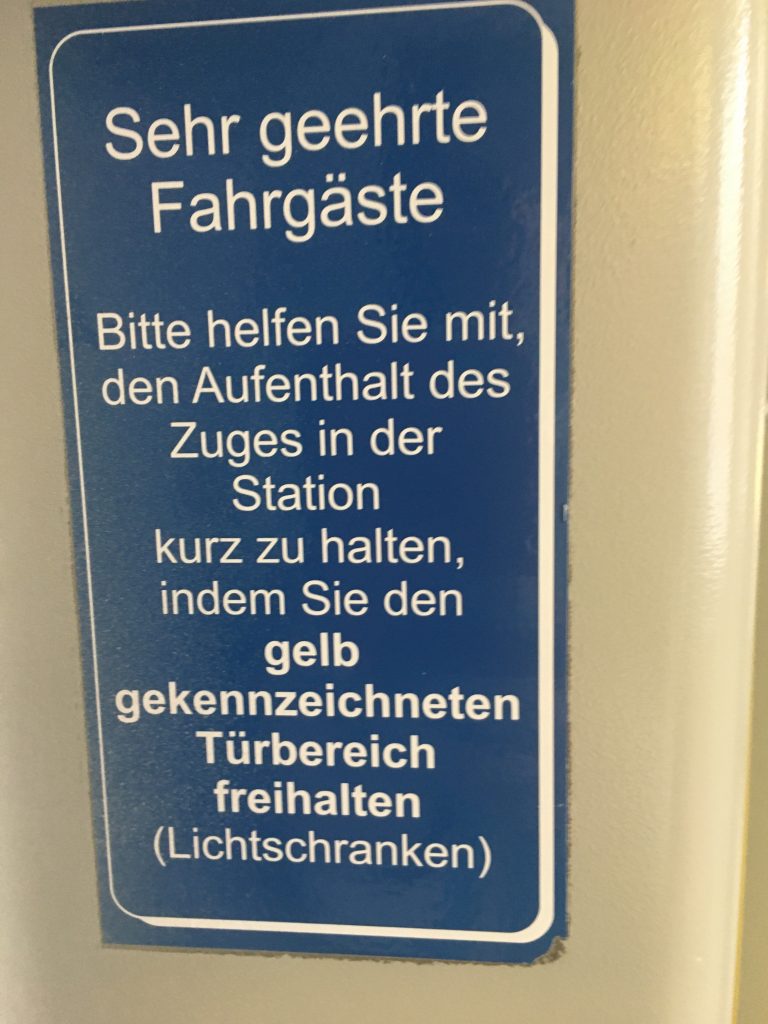 Sehr geehrte
Fahrgäste
Bitte helfen Sie mit,
den Aufenthalt des
Zuges in der
Station
kurz zu halten,
indem Sie den
gelb
gekennzeichneten
Türbereich
freihalten
(Lichtschranken)